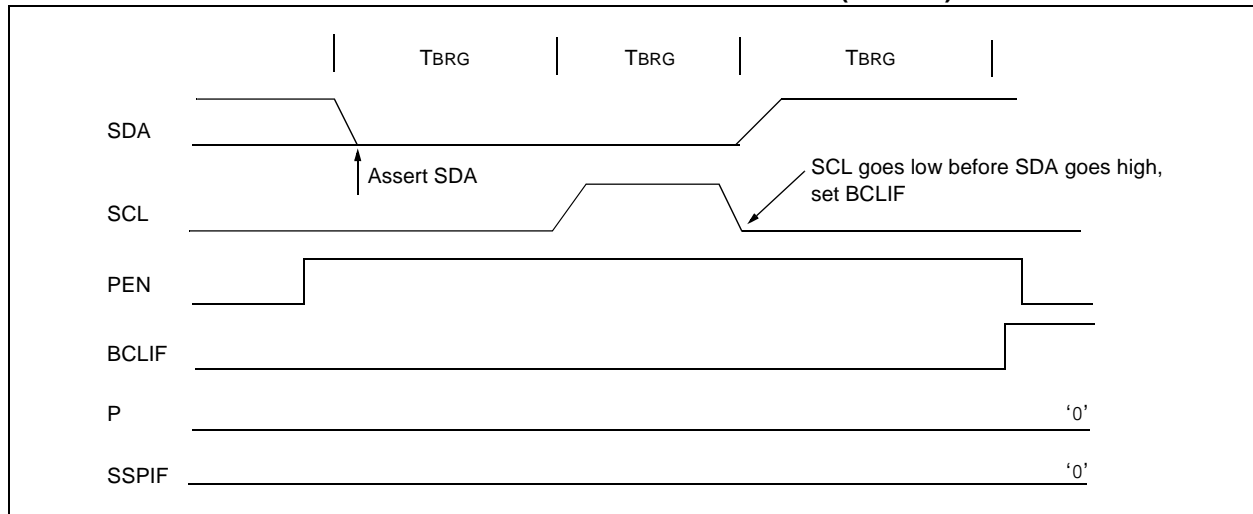 TBRG TBRG TBRG
SDA
Assert SDA
SCL goes low before SDA goes high,
set BCLIF
SCL
PEN
BCLIF
P
‘0’
SSPIF
‘0’